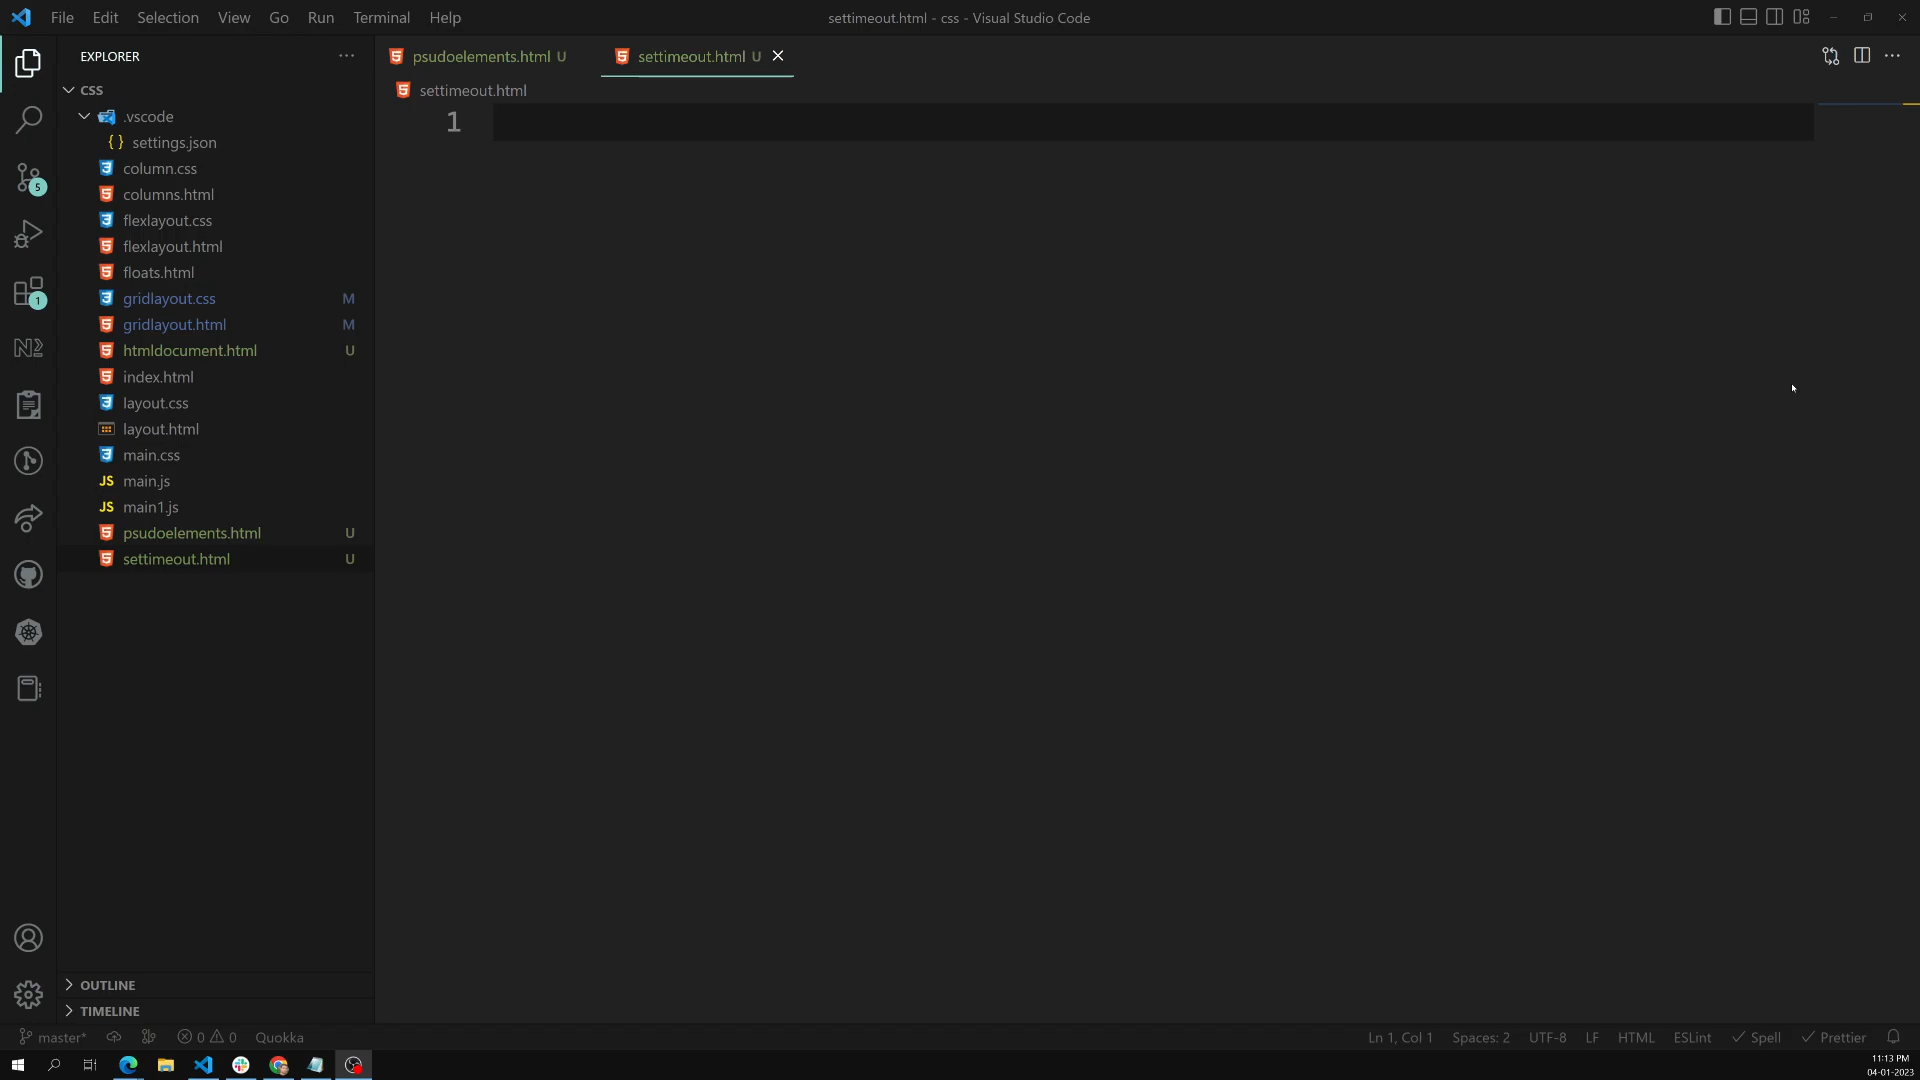 File Edit Selection View Go Run Terminal Help
settimeout.html - css - Visual Studio Code
EXPLORER
CSS
.vscode
{ } settings.json
column.css
columns.html
flexlayout.css
flexlayout.html
floats.html
gridlayout.css M
gridlayout.html M
htmldocument.html U
index.html
layout.css
layout.html
main.css
JS main.js
JS main1.js
psudoelements.html U
settimeout.html U
OUTLINE
TIMELINE
5
1
psudoelements.html U
settimeout.html U
settimeout.html
1
master* 0 0 Quokka
Ln 1, Col 1 Spaces: 2 UTF-8 LF HTML ESLint Spell Prettier
11:13 PM
04-01-2023